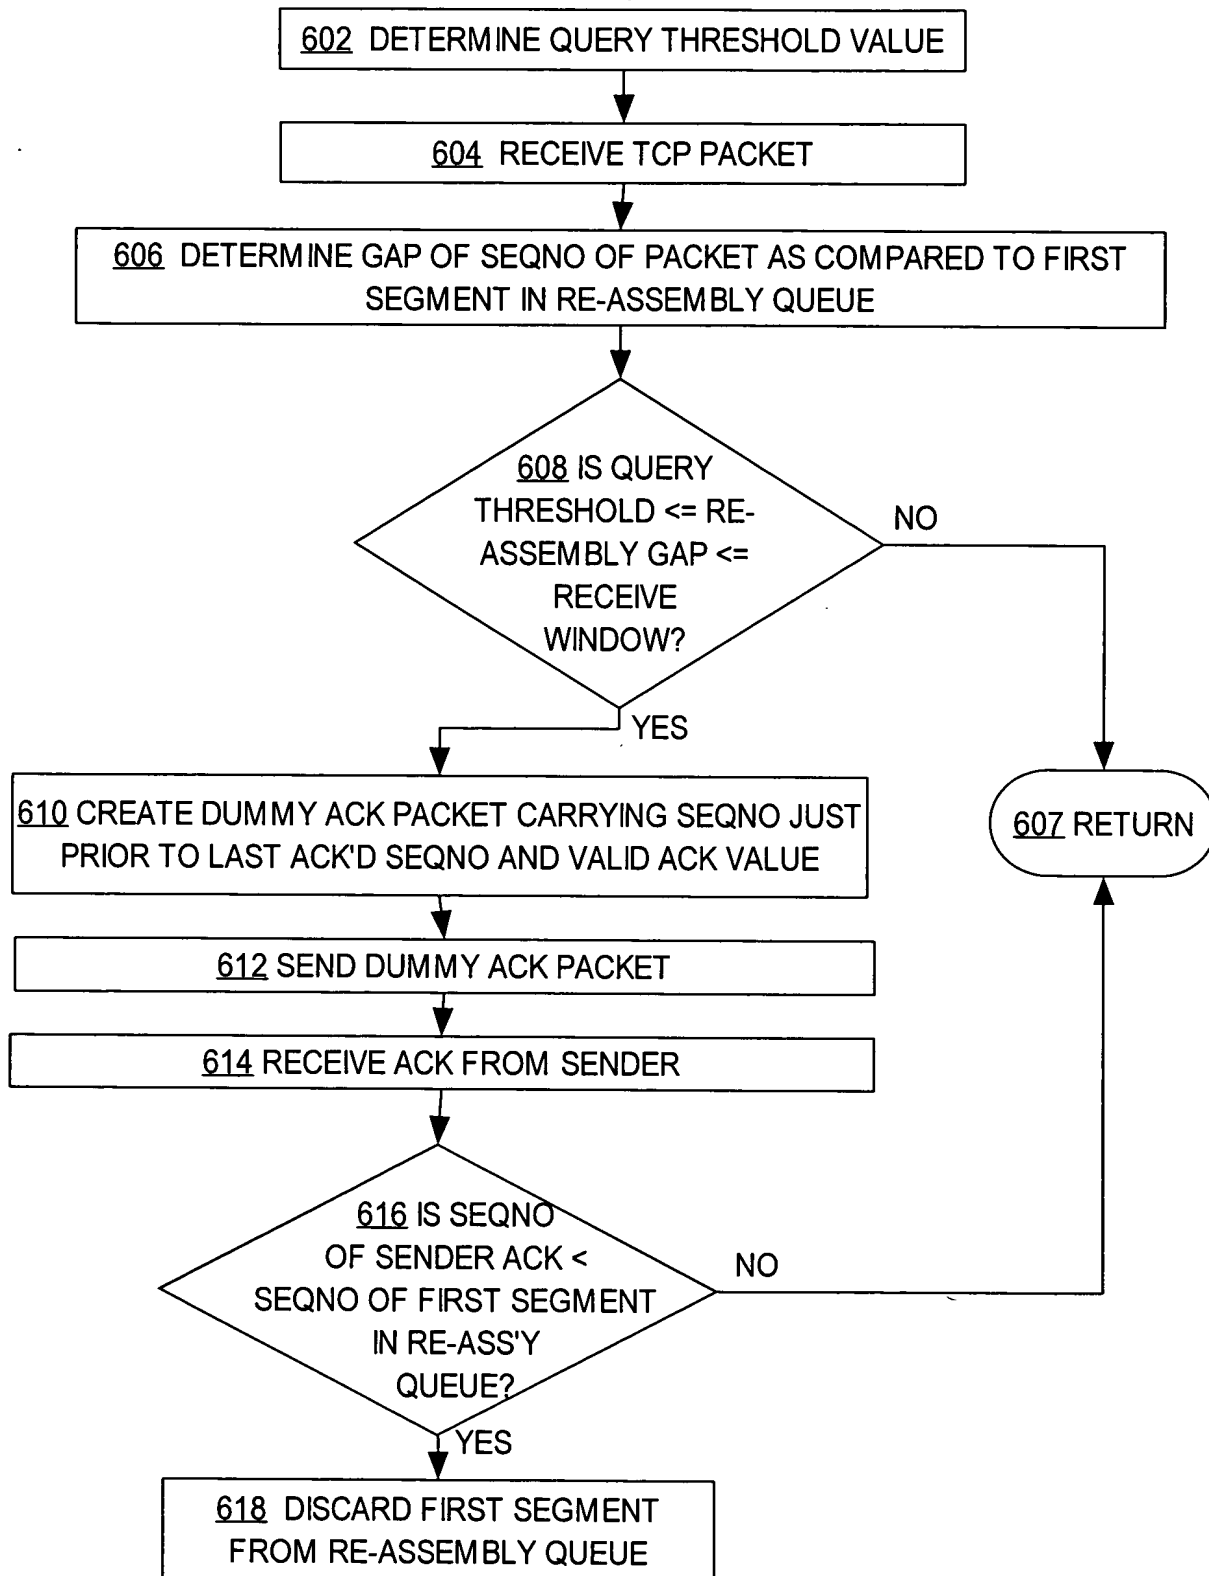 602 DETERMINE QUERY THRESHOLD VALUE
604 RECEIVE TCP PACKET
606 DETERMINE GAP OF SEQNO OF PACKET AS COMPARED TO FIRST
SEGMENT IN RE-ASSEMBLY QUEUE
608 IS QUERY
THRESHOLD <= RE-
ASSEMBLY GAP <=
RECEIVE
WINDOW?
NO
YES
610 CREATE DUMMY ACK PACKET CARRYING SEQNO JUST
PRIOR TO LAST ACK'D SEQNO AND VALID ACK VALUE
607 RETURN
612 SEND DUMMY ACK PACKET
614 RECEIVE ACK FROM SENDER
616 IS SEQNO
OF SENDER ACK <
SEQNO OF FIRST SEGMENT
IN RE-ASS'Y
QUEUE?
NO
YES
618 DISCARD FIRST SEGMENT
FROM RE-ASSEMBLY QUEUE